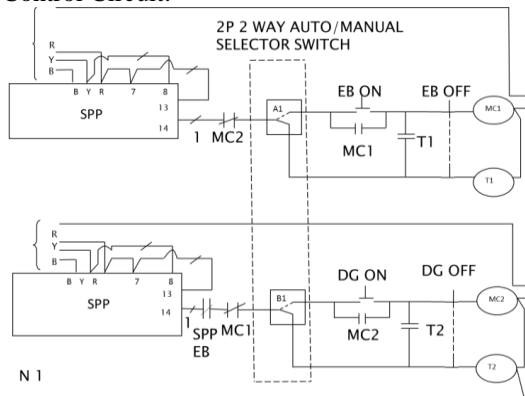 Control Circuit:
2P 2 WAY AUTO/MANUAL
SELECTOR SWITCH
R
Y
B
B Y R 7 8
SPP
13
14
1 MC2
A1
EB ON
EB OFF
MC1
T1
MC1
T1
R
Y
B
B Y R 7 8
SPP
13
14
1 SPP MC1
EB
B1
DG ON
DG OFF
MC2
T2
MC2
T2
N 1